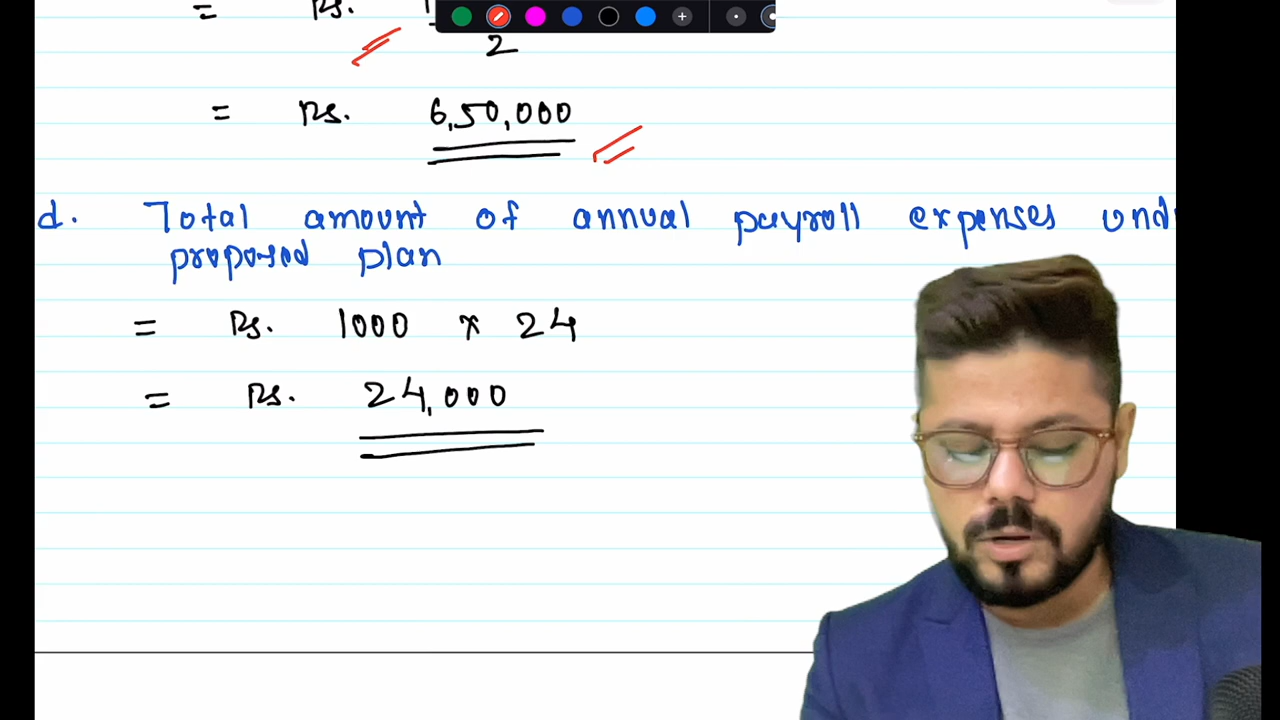 = Rs.
2
= Rs. 6,50,000
d. Total amount of annual payroll expenses
proposed plan
= Rs. 1000 x 24
= Rs. 24,000